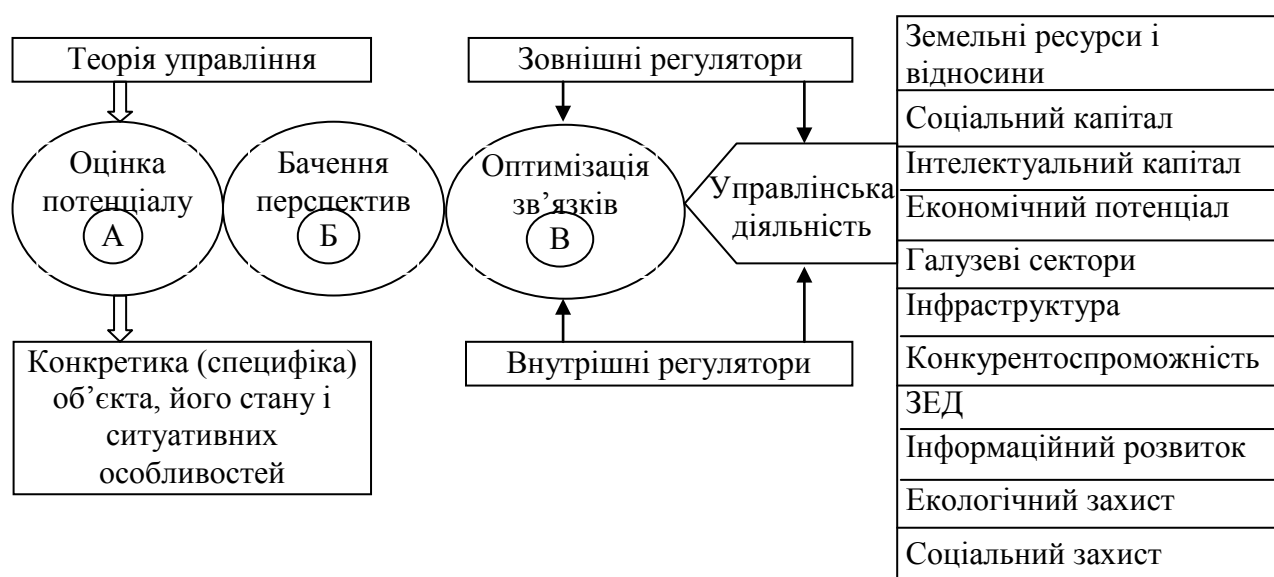 Теорія управління
Зовнішні регулятори
Оцінка
потенціалу
А
Бачення
перспектив
Б
Оптимізація
зв’язків
В
Управлінська
діяльність
Конкретика (специфіка)
об’єкта, його стану і
ситуативних
особливостей
Внутрішні регулятори
Земельні ресурси і
відносини
Соціальний капітал
Інтелектуальний капітал
Економічний потенціал
Галузеві сектори
Інфраструктура
Конкурентоспроможність
ЗЕД
Інформаційний розвиток
Екологічний захист
Соціальний захист